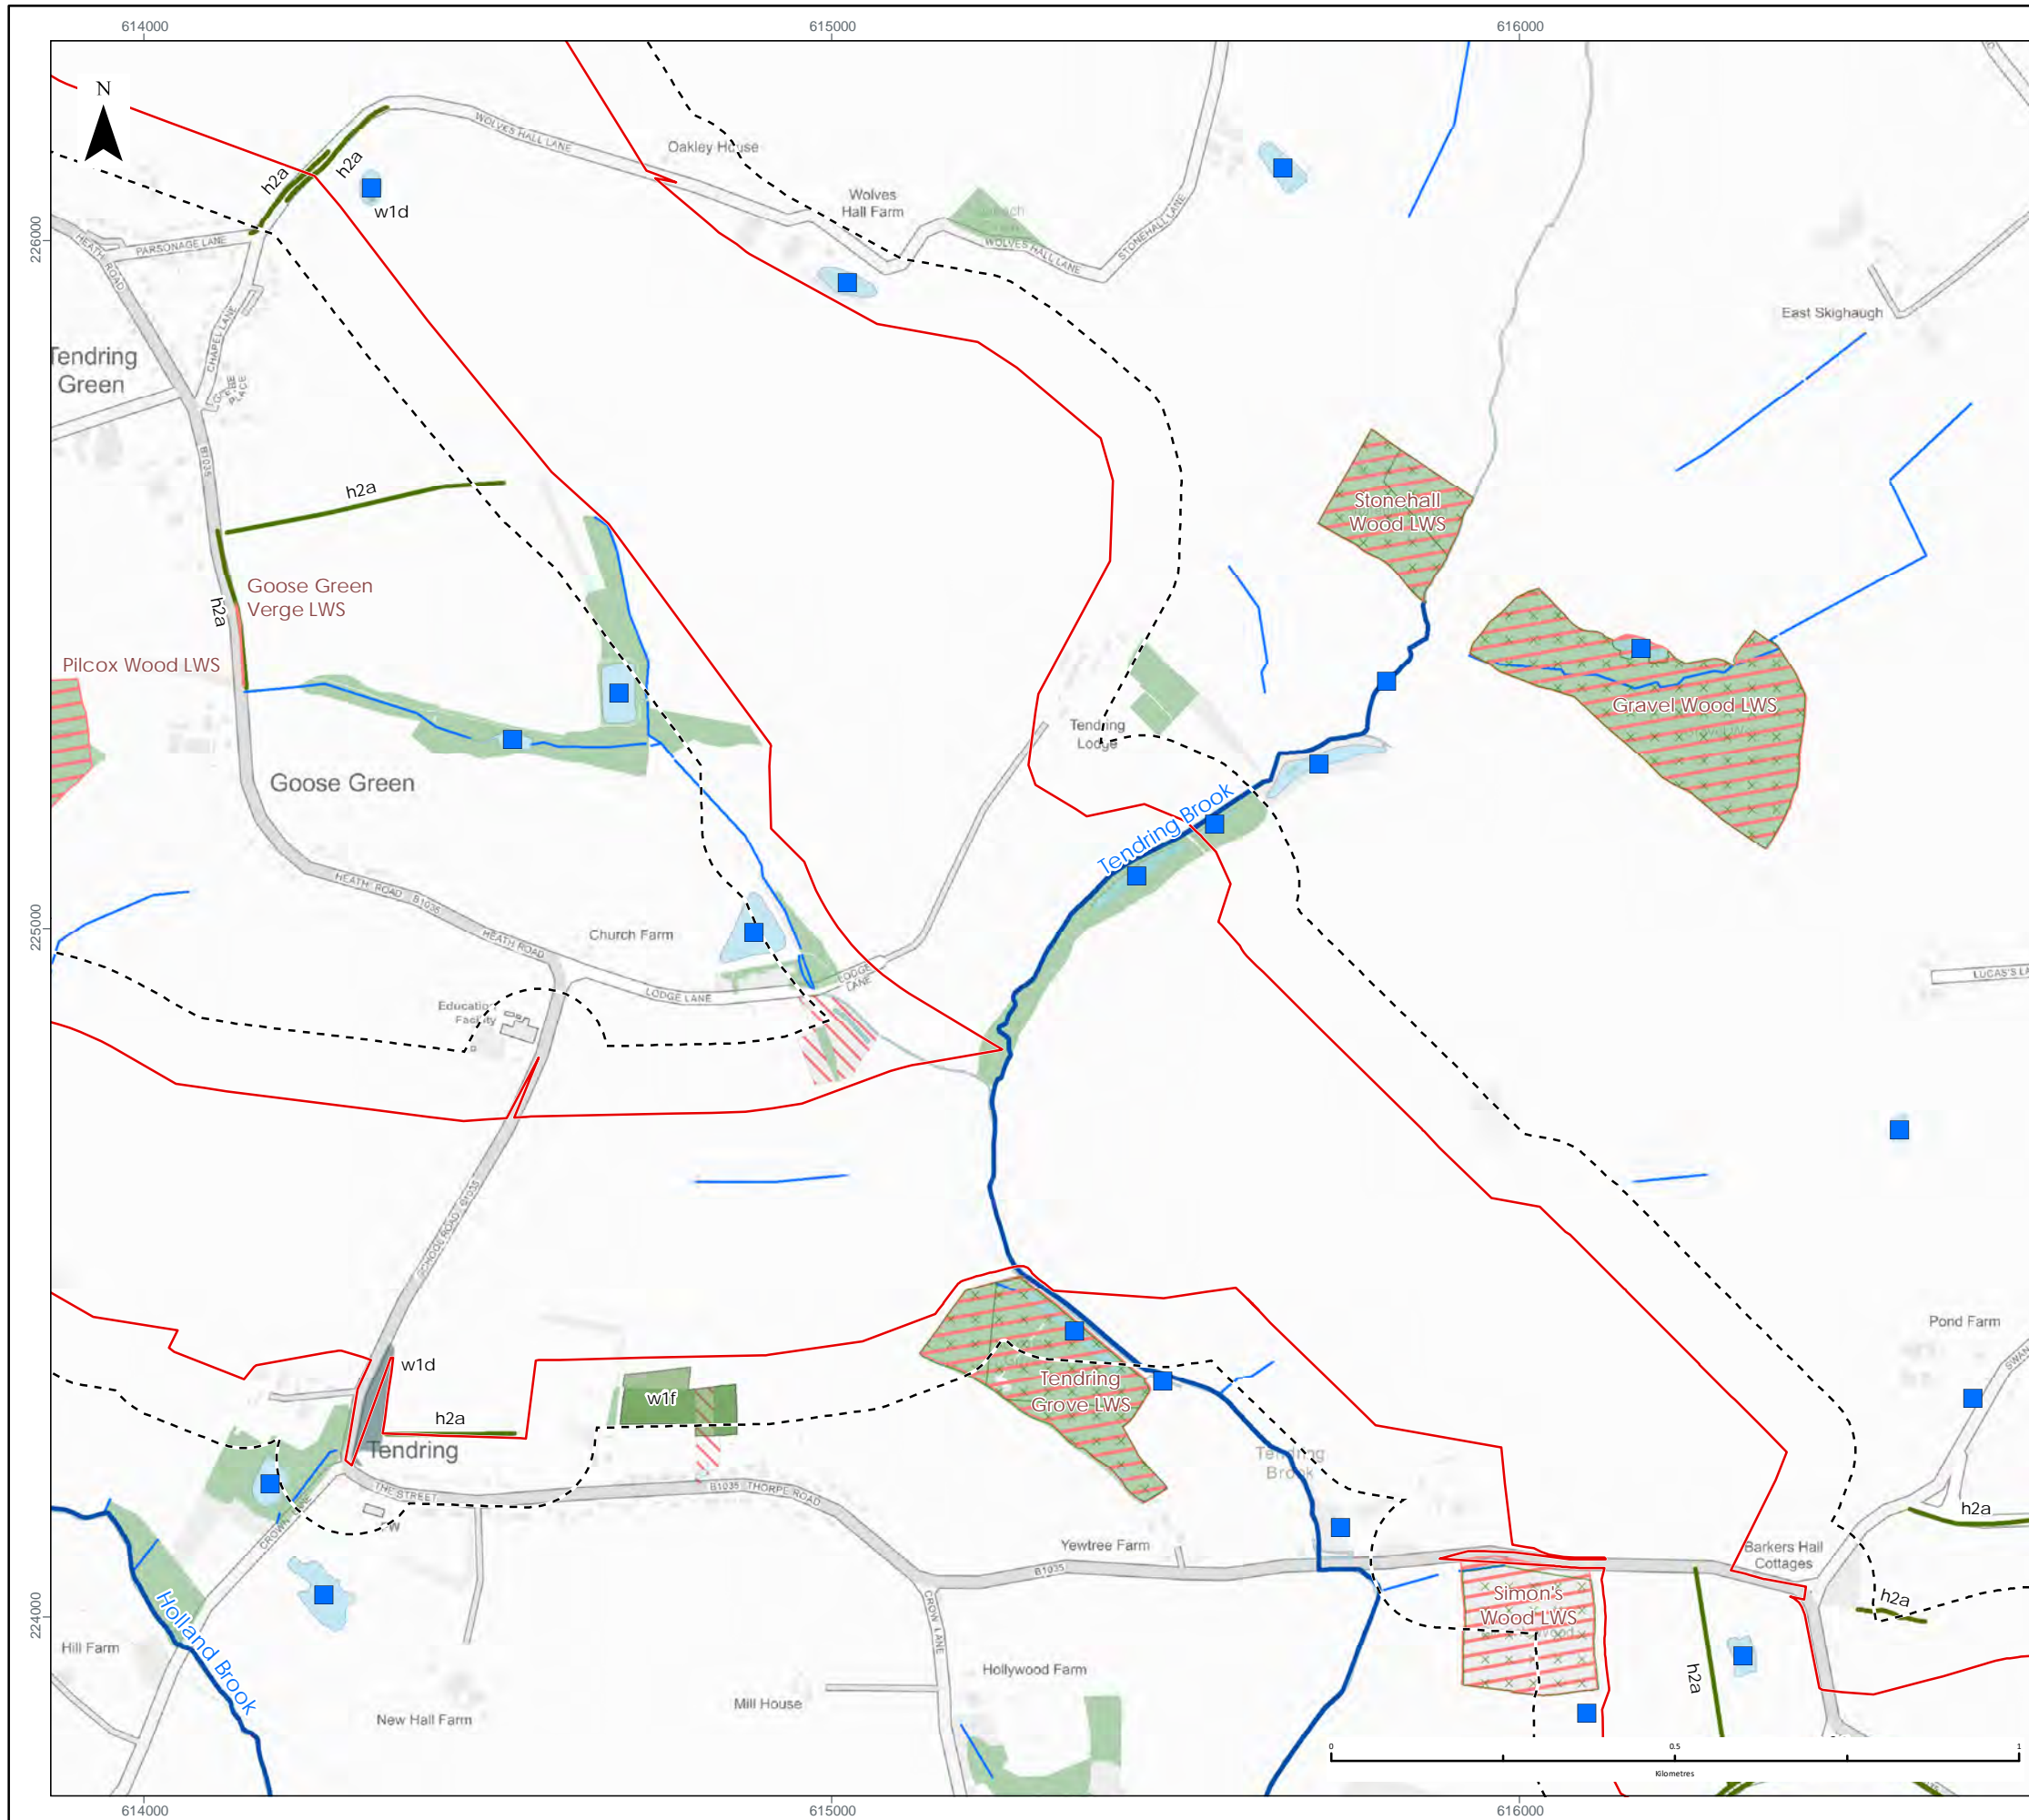 614000
615000
616000
N
WOLVES HALL LANE
Oakley House
h2a
h2a
w1d
Wolves
Hall Farm
WOLVES HALL LANE
STONEHALL LANE
226000
HEATH ROAD
PARSONAGE LANE
CHAPEL LANE
East Skighaugh
Tendring
Green
B1035
h2a
Stonehall
Wood LWS
Goose Green
Verge LWS
h2a
Pilcox Wood LWS
Gravel Wood LWS
Tendring
Lodge
Goose Green
Tendring Brook
HEATH ROAD
B1035
HEATH ROAD
Church Farm
225000
LODGE LANE
LODGE
LANE
LUCAS'S LA
Education
Facility
SCHOOL ROAD B1035
Pond Farm
SWAN
w1d
w1f
h2a
Tendring
Tendring
Grove LWS
Tendring
Brook
THE STREET
B1035 THORPE ROAD
CROWN LANE
h2a
Yewtree Farm
B1035
Barkers Hall
Cottages
Simon's
Wood LWS
h2a
224000
Holland Brook
Hill Farm
CROW LANE
Hollywood Farm
h2a
Mill House
New Hall Farm
0
0.5
1
Kilometres
614000
615000
616000